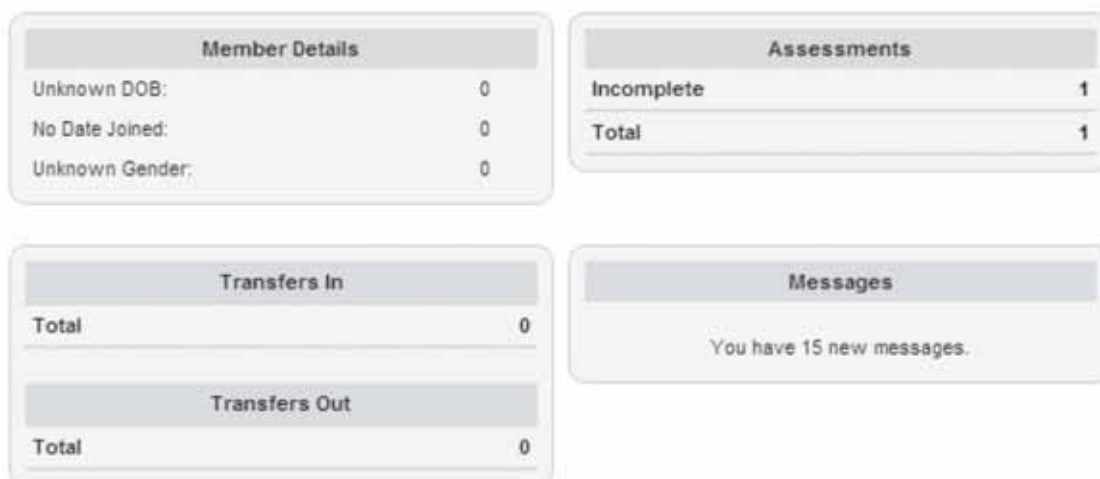 Member Details
Unknown DOB: 0
No Date Joined: 0
Unknown Gender: 0
Assessments
Incomplete 1
Total 1
Transfers In
Total 0
Transfers Out
Total 0
Messages
You have 15 new messages.